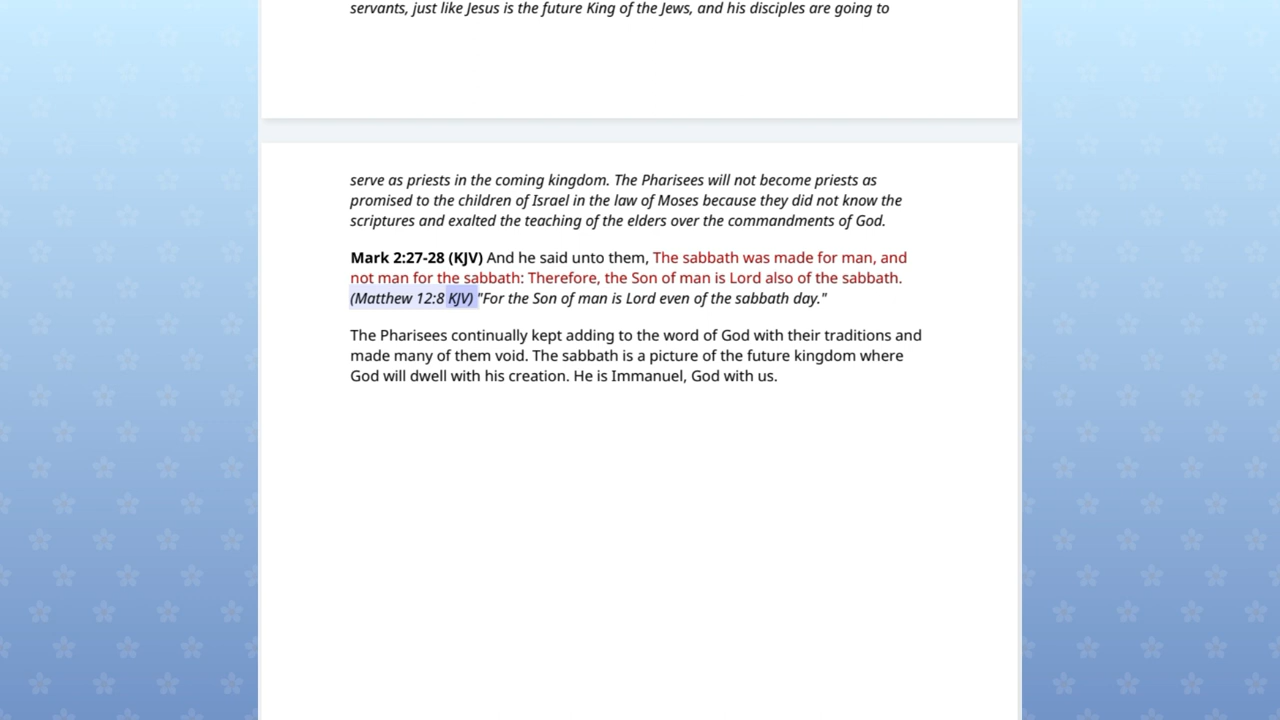 servants, just like Jesus is the future King of the Jews, and his disciples are going to
serve as priests in the coming kingdom. The Pharisees will not become priests as
promised to the children of Israel in the law of Moses because they did not know the
scriptures and exalted the teaching of the elders over the commandments of God.
Mark 2:27-28 (KJV) And he said unto them, The sabbath was made for man, and
not man for the sabbath: Therefore, the Son of man is Lord also of the sabbath.
(Matthew 12:8 KJV) "For the Son of man is Lord even of the sabbath day."
The Pharisees continually kept adding to the word of God with their traditions and
made many of them void. The sabbath is a picture of the future kingdom where
God will dwell with his creation. He is Immanuel, God with us.